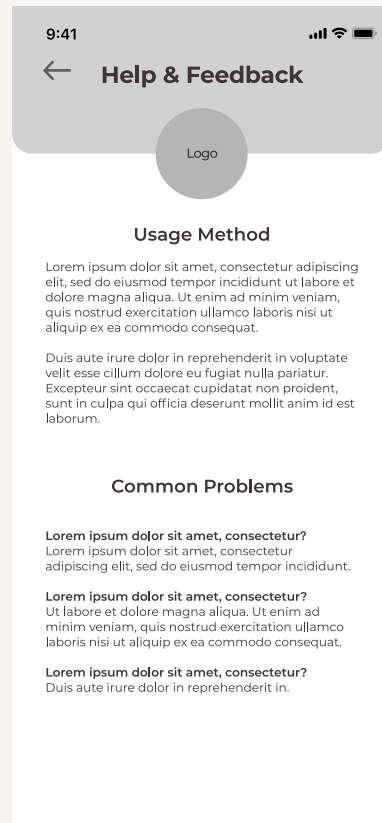 9:41
Help & Feedback
Logo
Usage Method
Lorem ipsum dolor sit amet, consectetur adipiscing
elit, sed do eiusmod tempor incididunt ut labore et
dolore magna aliqua. Ut enim ad minim veniam,
quis nostrud exercitation ullamco laboris nisi ut
aliquip ex ea commodo consequat.
Duis aute irure dolor in reprehenderit in voluptate
velit esse cillum dolore eu fugiat nulla pariatur.
Excepteur sint occaecat cupidatat non proident,
sunt in culpa qui officia deserunt mollit anim id est
laborum.
Common Problems
Lorem ipsum dolor sit amet, consectetur?
Lorem ipsum dolor sit amet, consectetur
adipiscing elit, sed do eiusmod tempor incididunt.
Lorem ipsum dolor sit amet, consectetur?
Ut labore et dolore magna aliqua. Ut enim ad
minim veniam, quis nostrud exercitation ullamco
laboris nisi ut aliquip ex ea commodo consequat.
Lorem ipsum dolor sit amet, consectetur?
Duis aute irure dolor in reprehenderit in.